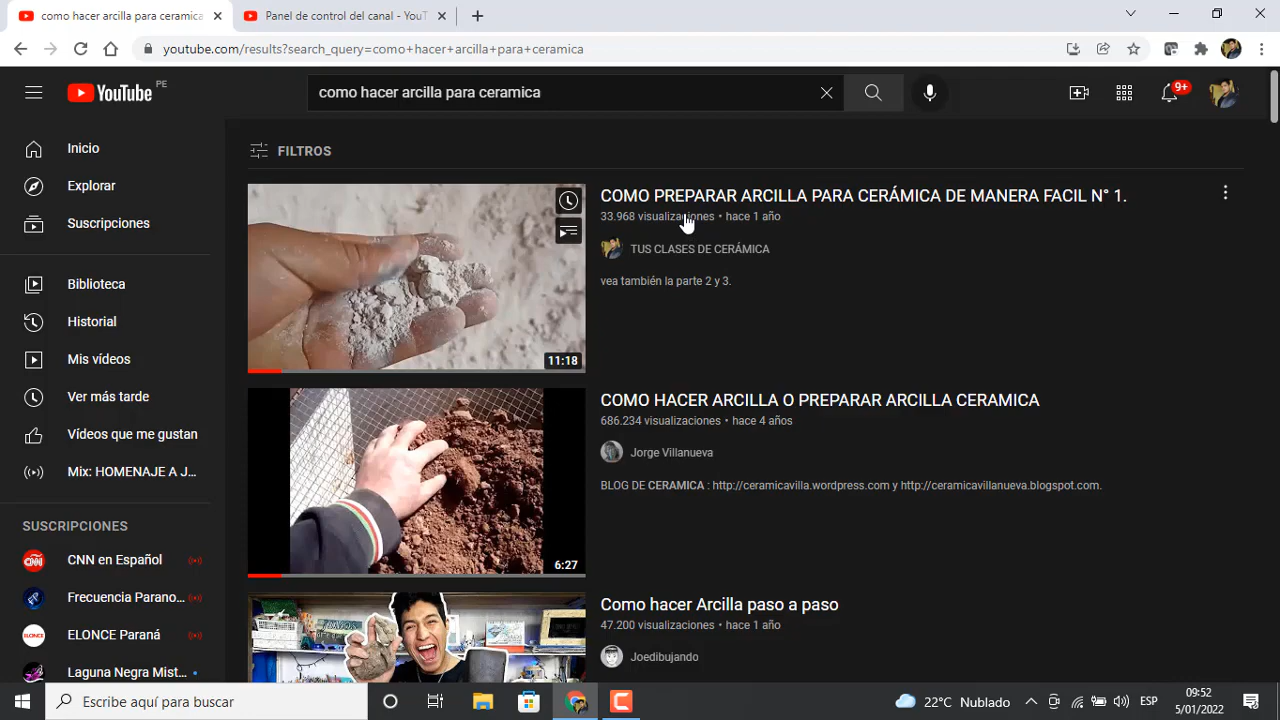 como hacer arcilla para ceramica
Panel de control del canal - YouT
youtube.com/results?search_query=como+hacer+arcilla+para+ceramica
YouTube PE
como hacer arcilla para ceramica
9+
Inicio
Explorar
Suscripciones
Biblioteca
Historial
Mis vídeos
Ver más tarde
Vídeos que me gustan
Mix: HOMENAJE A J...
SUSCRIPCIONES
CNN en Español
Frecuencia Parano...
ELONCE Paraná
Laguna Negra Mist...
FILTROS
11:18
COMO PREPARAR ARCILLA PARA CERÁMICA DE MANERA FACIL N° 1.
33.968 visualizaciones • hace 1 año
TUS CLASES DE CERÁMICA
vea también la parte 2 y 3.
6:27
COMO HACER ARCILLA O PREPARAR ARCILLA CERAMICA
686.234 visualizaciones • hace 4 años
Jorge Villanueva
BLOG DE CERAMICA : http://ceramicavilla.wordpress.com y http://ceramicavillanueva.blogspot.com.
Como hacer Arcilla paso a paso
47.200 visualizaciones • hace 1 año
Joedibujando
Escribe aquí para buscar
22°C Nublado
ESP
09:52
5/01/2022